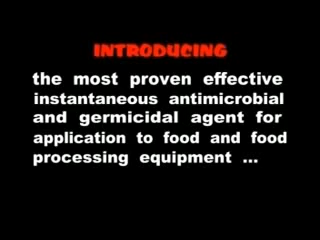 INTRODUCING
the most proven effective
instantaneous antimicrobial
and germicidal agent for
application to food and food
processing equipment ...